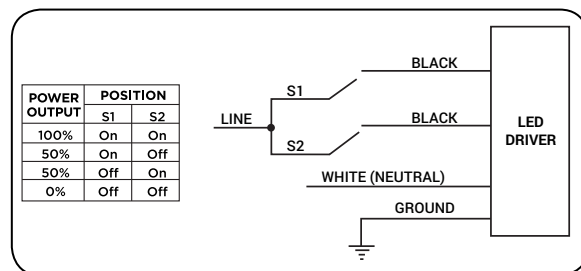 POWER OUTPUT POSITION
S1 S2
100% On On
50% On Off
50% Off On
0% Off Off
LINE
S1
S2
BLACK
BLACK
WHITE (NEUTRAL)
GROUND
LED
DRIVER